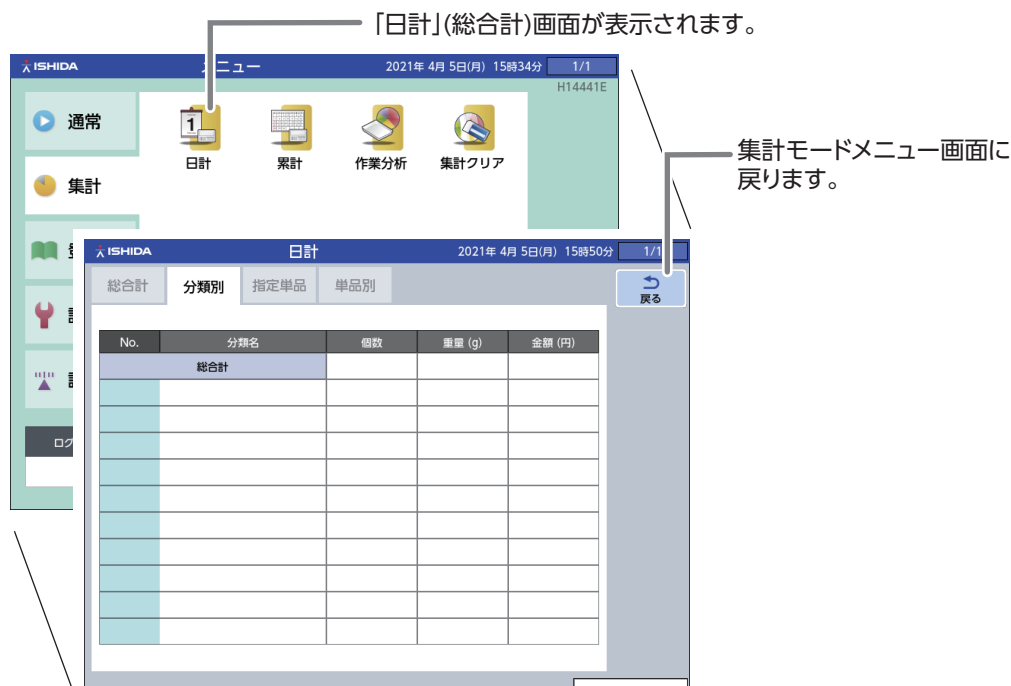 「日計」(総合計)画面が表示されます。
ISHIDA メニュー 2021年 4月 5日(月) 15時34分 1/1
H14441E
通常
日計 累計 作業分析 集計クリア
集計
集計モードメニュー画面に
戻ります。
ISHIDA 日計 2021年 4月 5日(月) 15時50分 1/1
総合計 分類別 指定単品 単品別
戻る
No. 分類名 個数 重量 (g) 金額 (円)
総合計
ログ